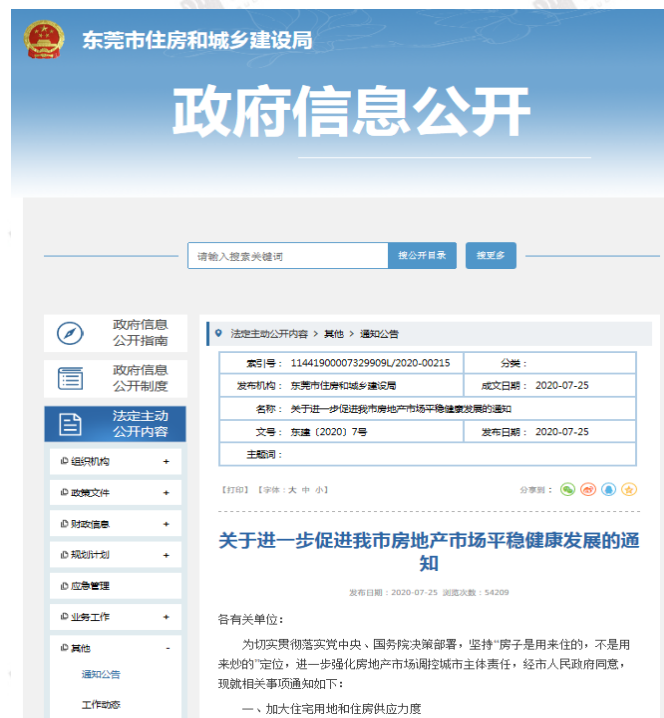 东莞市住房和城乡建设局
政府信息公开
请输入搜素关键词
搜公开目录
搜更多
政府信息
公开指南
政府信息
公开制度
法定主动
公开内容
组织机构 +
政策文件 +
财政信息 +
规划计划 +
应急管理
业务工作 +
其他 -
通知公告
工作动态
法定主动公开内容 > 其他 > 通知公告
索引号： 11441900007329909L/2020-00215 分类：
发布机构： 东莞市住房和城乡建设局 成文日期： 2020-07-25
名称： 关于进一步促进我市房地产市场平稳健康发展的通知
文号： 东建〔2020〕7号 发布日期： 2020-07-25
主题词：
【打印】 【字体：大 中 小】 分享到：
关于进一步促进我市房地产市场平稳健康发展的通
知
发布日期：2020-07-25 浏览次数：54209
各有关单位：
为切实贯彻落实党中央、国务院决策部署，坚持“房子是用来住的，不是用
来炒的”定位，进一步强化房地产市场调控城市主体责任，经市人民政府同意，
现就相关事项通知如下：
一、加大住宅用地和住房供应力度